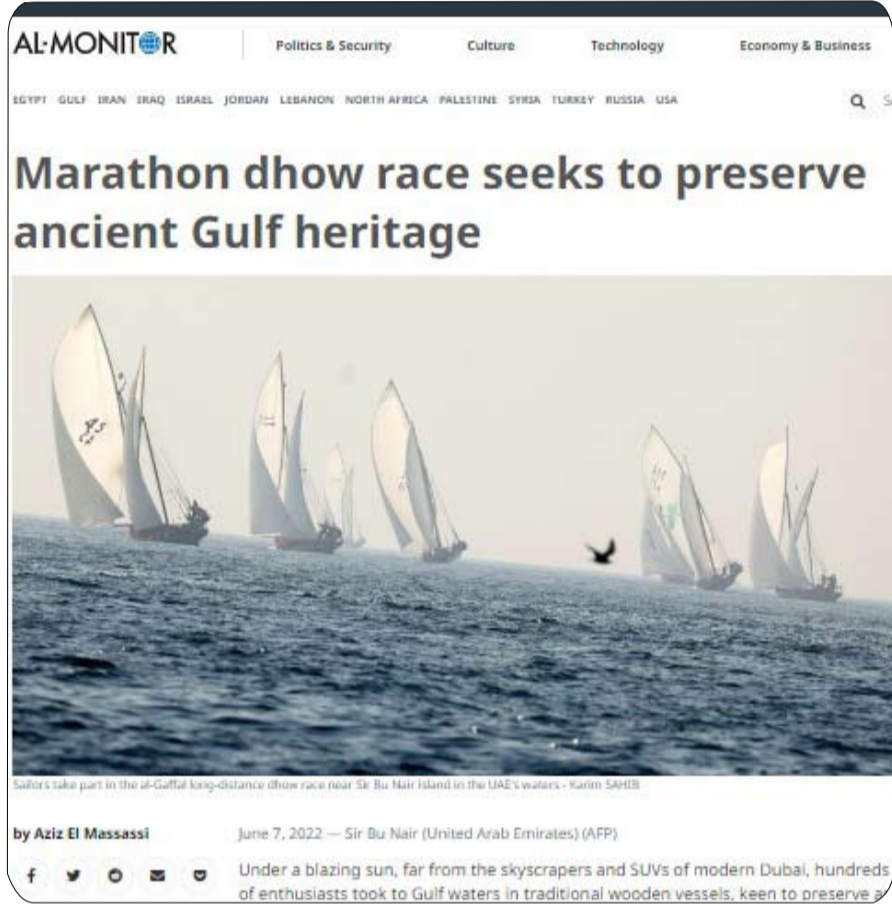 AL-MONITOR
Politics & Security Culture Technology Economy & Business
EGYPT GULF IRAN IRAQ ISRAEL JORDAN LEBANON NORTH AFRICA PALESTINE SYRIA TURKEY RUSSIA USA
Marathon dhow race seeks to preserve
ancient Gulf heritage
Sailors take part in the al-Gaffal long-distance dhow race near Sir Bu Nair island in the UAE's waters - Karim SAHIB
by Aziz El Massassi
June 7, 2022 — Sir Bu Nair (United Arab Emirates) (AFP)
Under a blazing sun, far from the skyscrapers and SUVs of modern Dubai, hundreds
of enthusiasts took to Gulf waters in traditional wooden vessels, keen to preserve